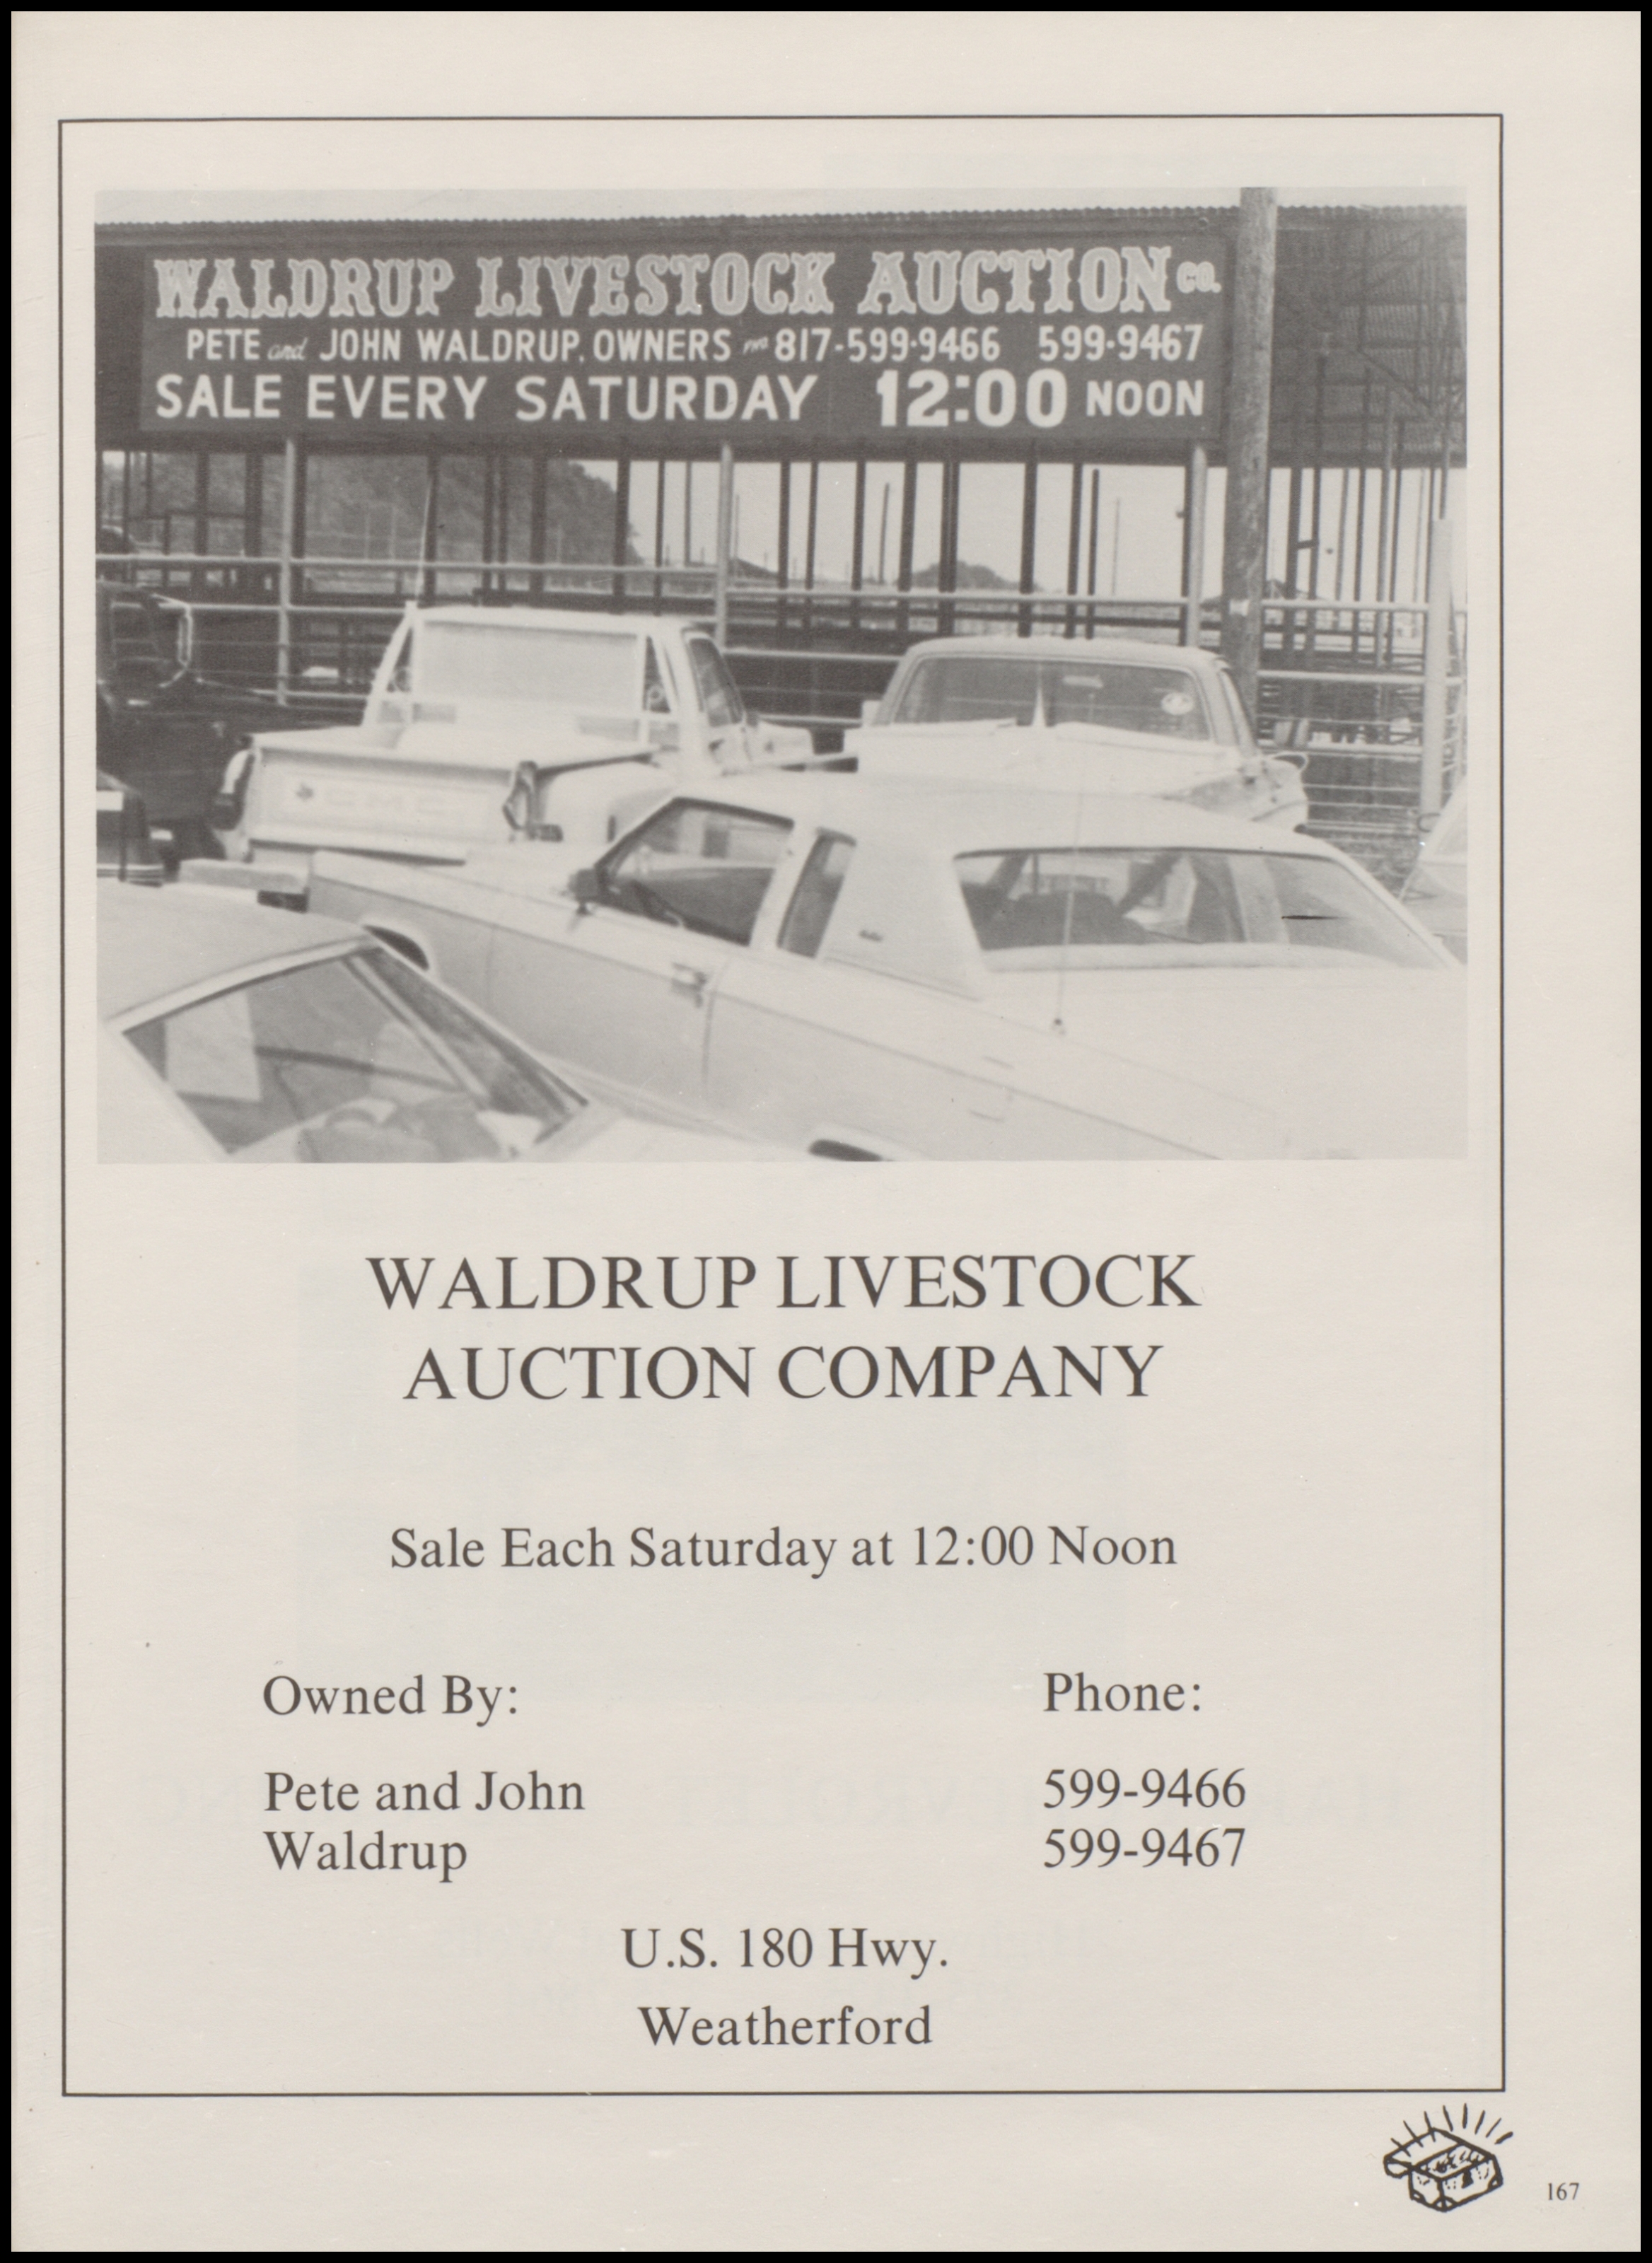 WALDRUP LIVESTOCK AUCTION CO.
PETE and JOHN WALDRUP, OWNERS PHO 817-599-9466 599-9467
SALE EVERY SATURDAY 12:00 NOON
GMC
WALDRUP LIVESTOCK
AUCTION COMPANY
Sale Each Saturday at 12:00 Noon
Owned By: Phone:
Pete and John 599-9466
Waldrup 599-9467
U.S. 180 Hwy.
Weatherford
167